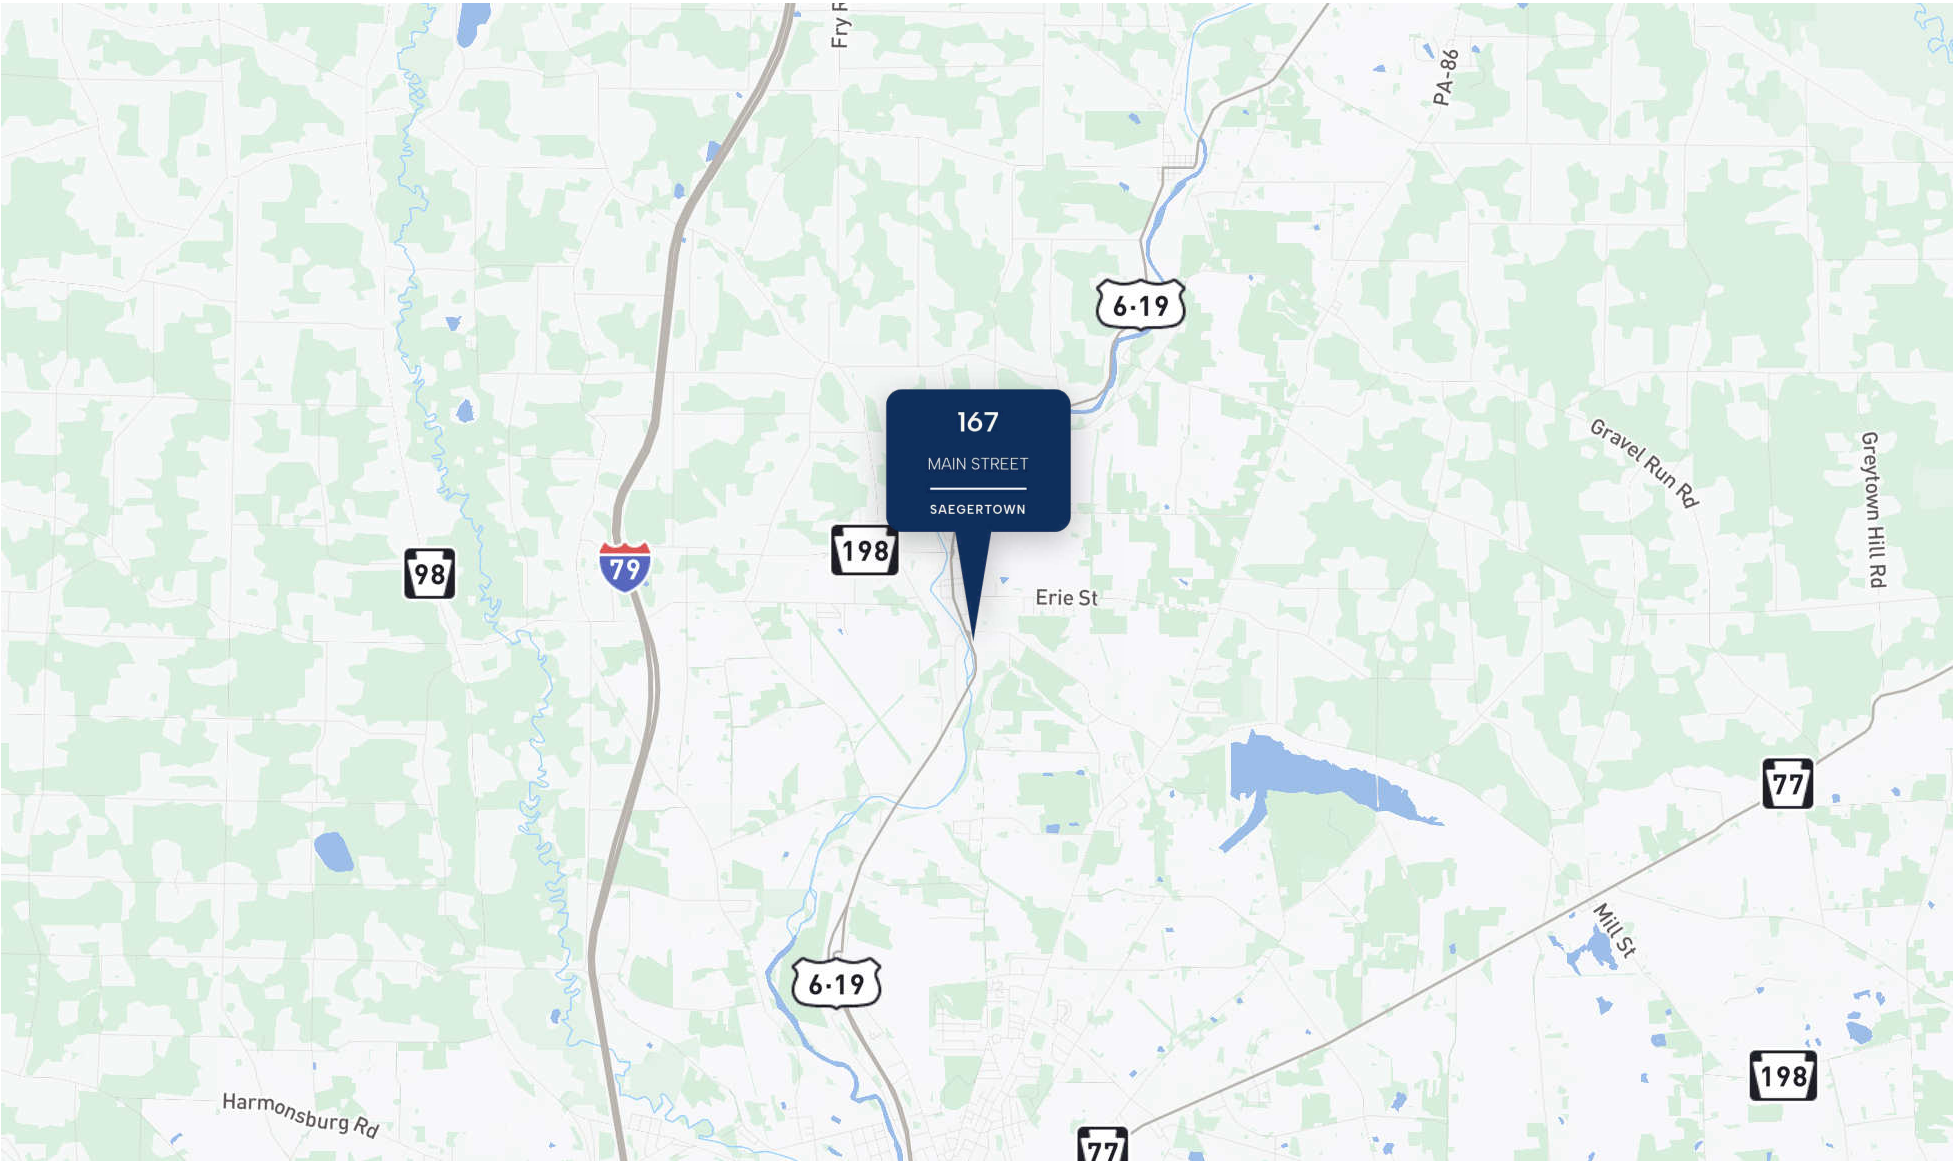 Fry R
PA-86
6·19
167
MAIN STREET
SAEGERTOWN
Gravel Run Rd
Greytown Hill Rd
198
98
79
Erie St
77
Mill St
6·19
198
Harmonsburg Rd
77